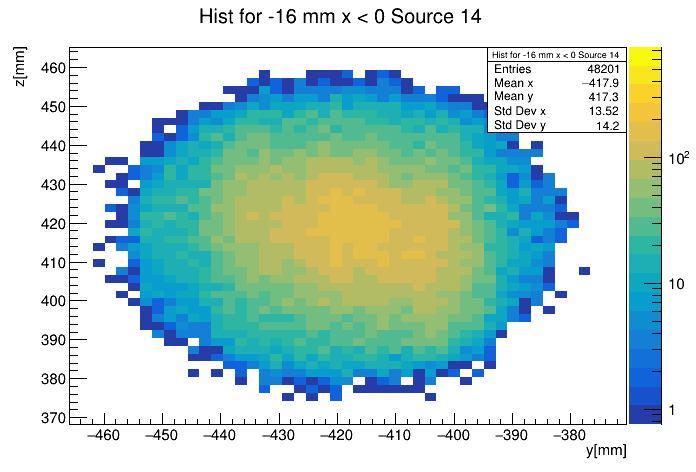 Hist for -16 mm x < 0 Source 14
z[mm]
Hist for -16 mm x < 0 Source 14
Entries 48201
Mean x −417.9
Mean y 417.3
Std Dev x 13.52
Std Dev y 14.2
460
450
440
430
420
410
400
390
380
370
10²
10
1
−460 −450 −440 −430 −420 −410 −400 −390 −380
y[mm]